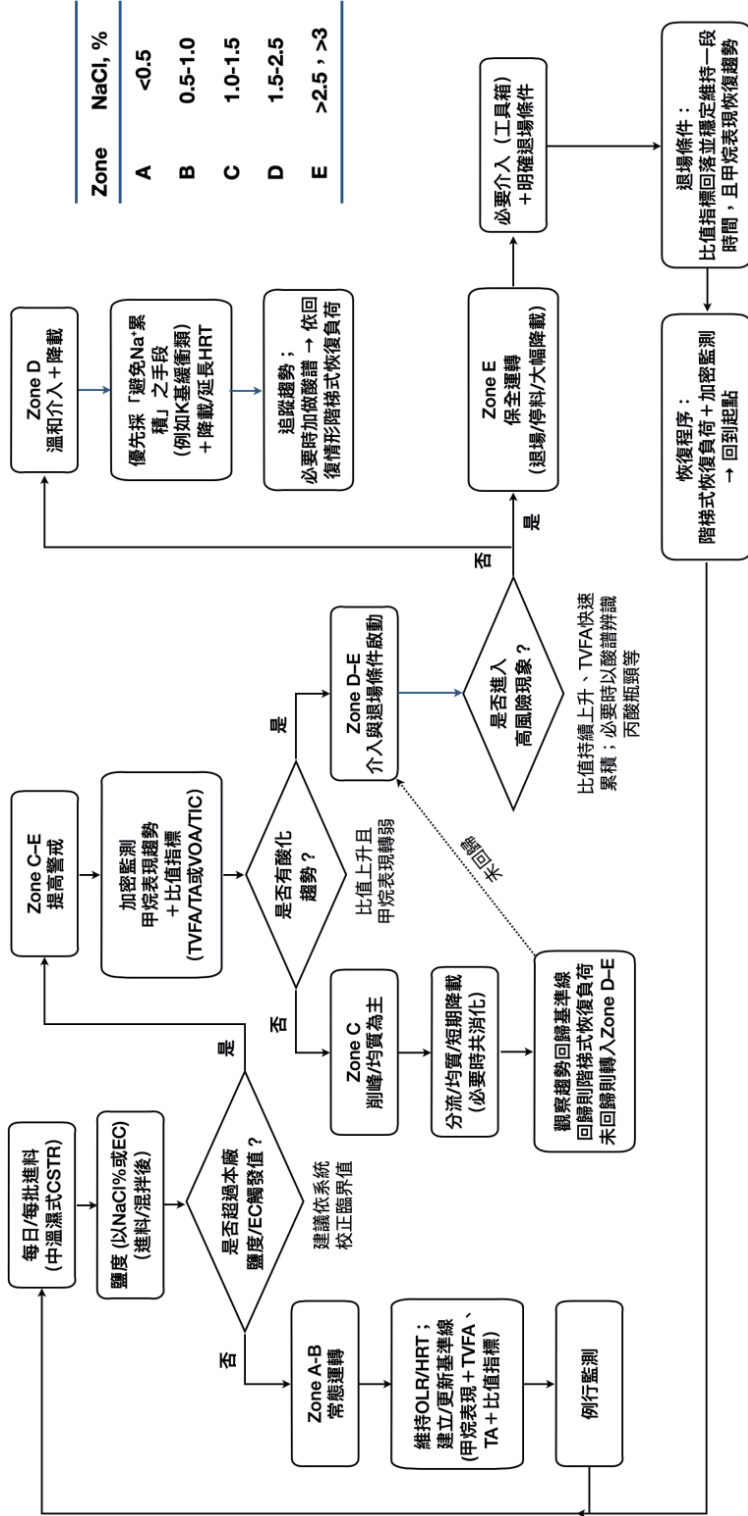 每日/每批進料
(中溫濕式CSTR)
鹽度 (以NaCl%或EC)
(進料/混拌後)
是否超過本廠
鹽度/EC觸發值？
建議依系統
校正臨界值
否
是
Zone A-B
常態運轉
維持OLR/HRT；
建立/更新基準線
(甲烷表現＋TVFA、
TA＋比值指標)
例行監測
Zone C–E
提高警戒
加密監測
甲烷表現趨勢
＋比值指標
(TVFA/TA或VOA/TIC)
是否有酸化
趨勢？
比值上升且
甲烷表現轉弱
否
是
Zone C
削峰/均質為主
分流/均質/短期降載
(必要時共消化)
觀察趨勢回歸基準線
回歸則階梯式恢復負荷
未回歸則轉入Zone D–E
未回歸
Zone D–E
介入與退場條件啟動
是否進入
高風險現象？
比值持續上升、TVFA快速
累積；必要時以酸譜辨識
丙酸瓶頸等
否
是
Zone D
溫和介入＋降載
優先採「避免Na⁺累
積」之手段
(例如K基緩衝類)
＋降載/延長HRT
追蹤趨勢；
必要時加做酸譜 → 依回
復情形階梯式恢復負荷
Zone E
保全運轉
(退場/停料/大幅降載)
必要介入（工具箱）
＋明確退場條件
退場條件：
比值指標回落並穩定維持一段
時間，且甲烷表現恢復趨勢
恢復程序：
階梯式恢復負荷＋加密監測
→ 回到起點
Zone NaCl, %
A <0.5
B 0.5-1.0
C 1.0-1.5
D 1.5-2.5
E >2.5，>3